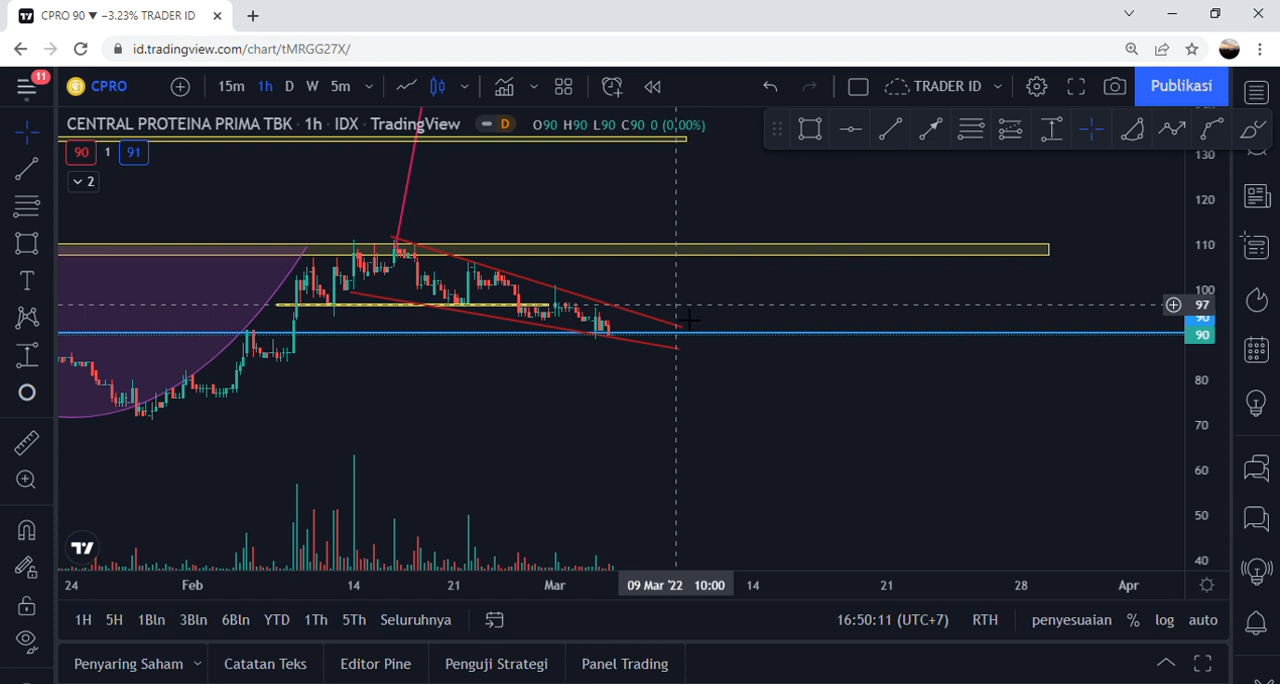 CPRO 90 ▼ −3.23% TRADER ID
id.tradingview.com/chart/tMRGG27X/
11
CPRO
15m 1h D W 5m
TRADER ID
Publikasi
CENTRAL PROTEINA PRIMA TBK · 1h · IDX · TradingView
D
O90 H90 L90 C90 0 (0,00%)
90 1 91
2
130
120
110
100
97
90
90
80
70
60
50
40
24 Feb 14 21 Mar 09 Mar '22 10:00 14 21 28 Apr
1H 5H 1Bln 3Bln 6Bln YTD 1Th 5Th Seluruhnya
16:50:11 (UTC+7) RTH penyesuaian % log auto
Penyaring Saham Catatan Teks Editor Pine Penguji Strategi Panel Trading